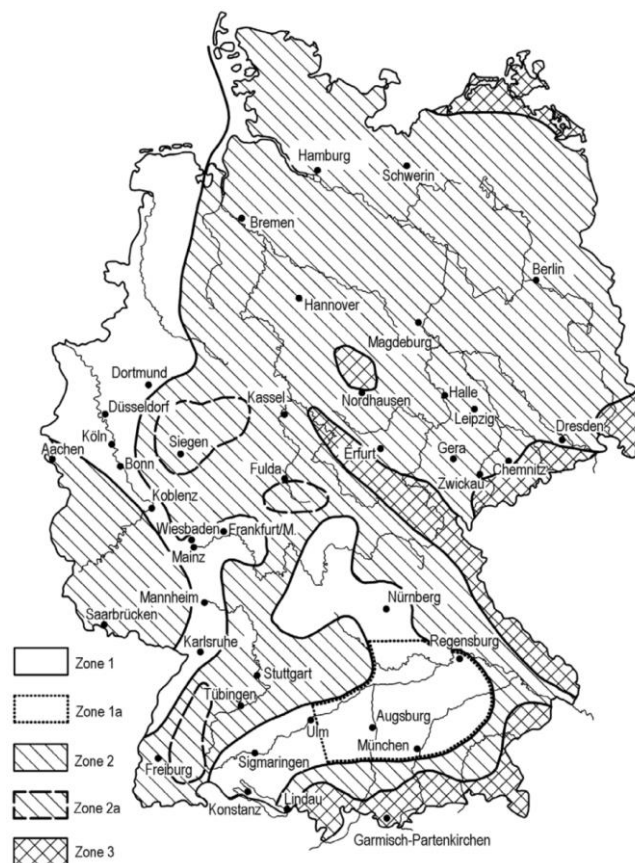 Hamburg
Schwerin
Bremen
Berlin
Hannover
Magdeburg
Dortmund
Düsseldorf
Kassel
Nordhausen
Halle
Leipzig
Köln
Siegen
Erfurt
Gera
Dresden
Aachen
Bonn
Fulda
Zwickau
Chemnitz
Koblenz
Wiesbaden
Frankfurt/M.
Mainz
Mannheim
Nürnberg
Saarbrücken
Karlsruhe
Regensburg
Stuttgart
Tübingen
Ulm
Augsburg
München
Freiburg
Sigmaringen
Konstanz
Lindau
Garmisch-Partenkirchen
Zone 1
Zone 1a
Zone 2
Zone 2a
Zone 3